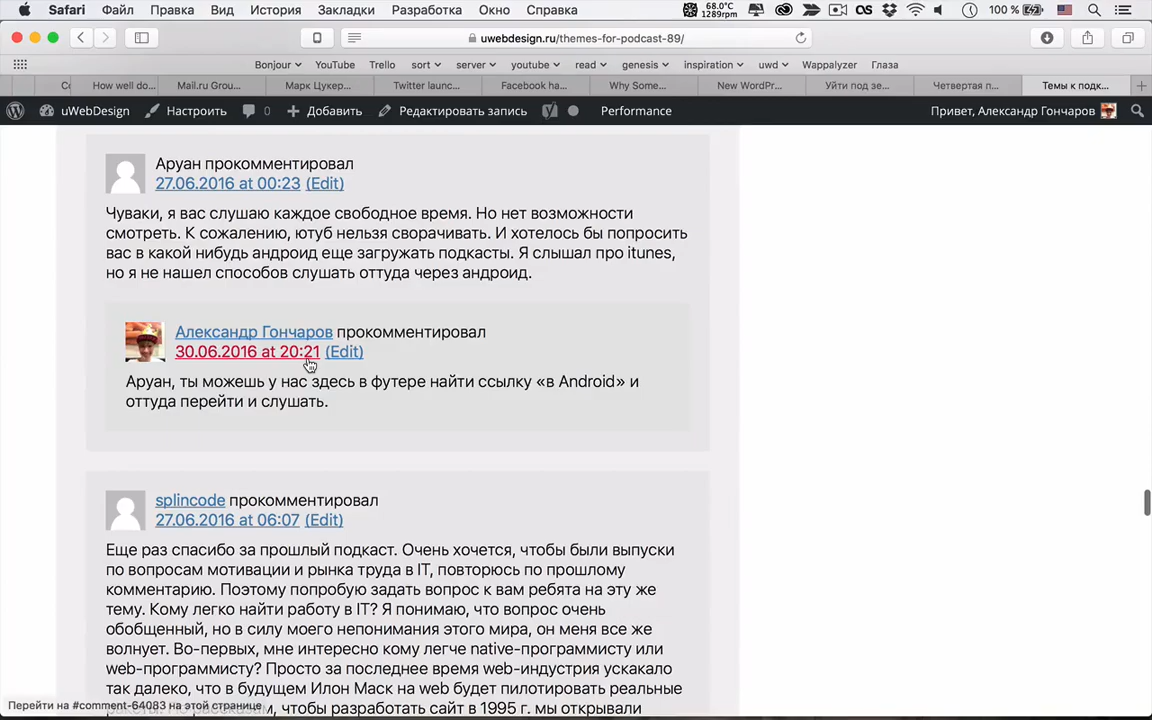 Safari Файл Правка Вид История Закладки Разработка Окно Справка 68.0°C 1289rpm 100 %
uwebdesign.ru/themes-for-podcast-89/
Bonjour YouTube Trello sort server youtube read genesis inspiration uwd Wappalyzer Глаза
Сс How well do... Mail.ru Grou... Марк Цукер... Twitter launc... Facebook ha... Why Some... New WordPr... Уйти под зе... Четвертая п... Темы к подк...
uWebDesign Настроить 0 Добавить Редактировать запись Performance Привет, Александр Гончаров
Аруан прокомментировал
27.06.2016 at 00:23 (Edit)
Чуваки, я вас слушаю каждое свободное время. Но нет возможности
смотреть. К сожалению, ютуб нельзя сворачивать. И хотелось бы попросить
вас в какой нибудь андроид еще загружать подкасты. Я слышал про itunes,
но я не нашел способов слушать оттуда через андроид.
Александр Гончаров прокомментировал
30.06.2016 at 20:21 (Edit)
Аруан, ты можешь у нас здесь в футере найти ссылку «в Android» и
оттуда перейти и слушать.
splincode прокомментировал
27.06.2016 at 06:07 (Edit)
Еще раз спасибо за прошлый подкаст. Очень хочется, чтобы были выпуски
по вопросам мотивации и рынка труда в IT, повторюсь по прошлому
комментарию. Поэтому попробую задать вопрос к вам ребята на эту же
тему. Кому легко найти работу в IT? Я понимаю, что вопрос очень
обобщенный, но в силу моего непонимания этого мира, он меня все же
волнует. Во-первых, мне интересно кому легче native-программисту или
web-программисту? Просто за последнее время web-индустрия ускакало
так далеко, что в будущем Илон Маск на web будет пилотировать реальные
чтобы разработать сайт в 1995 г. мы открывали
Перейти на #comment-64083 на этой странице